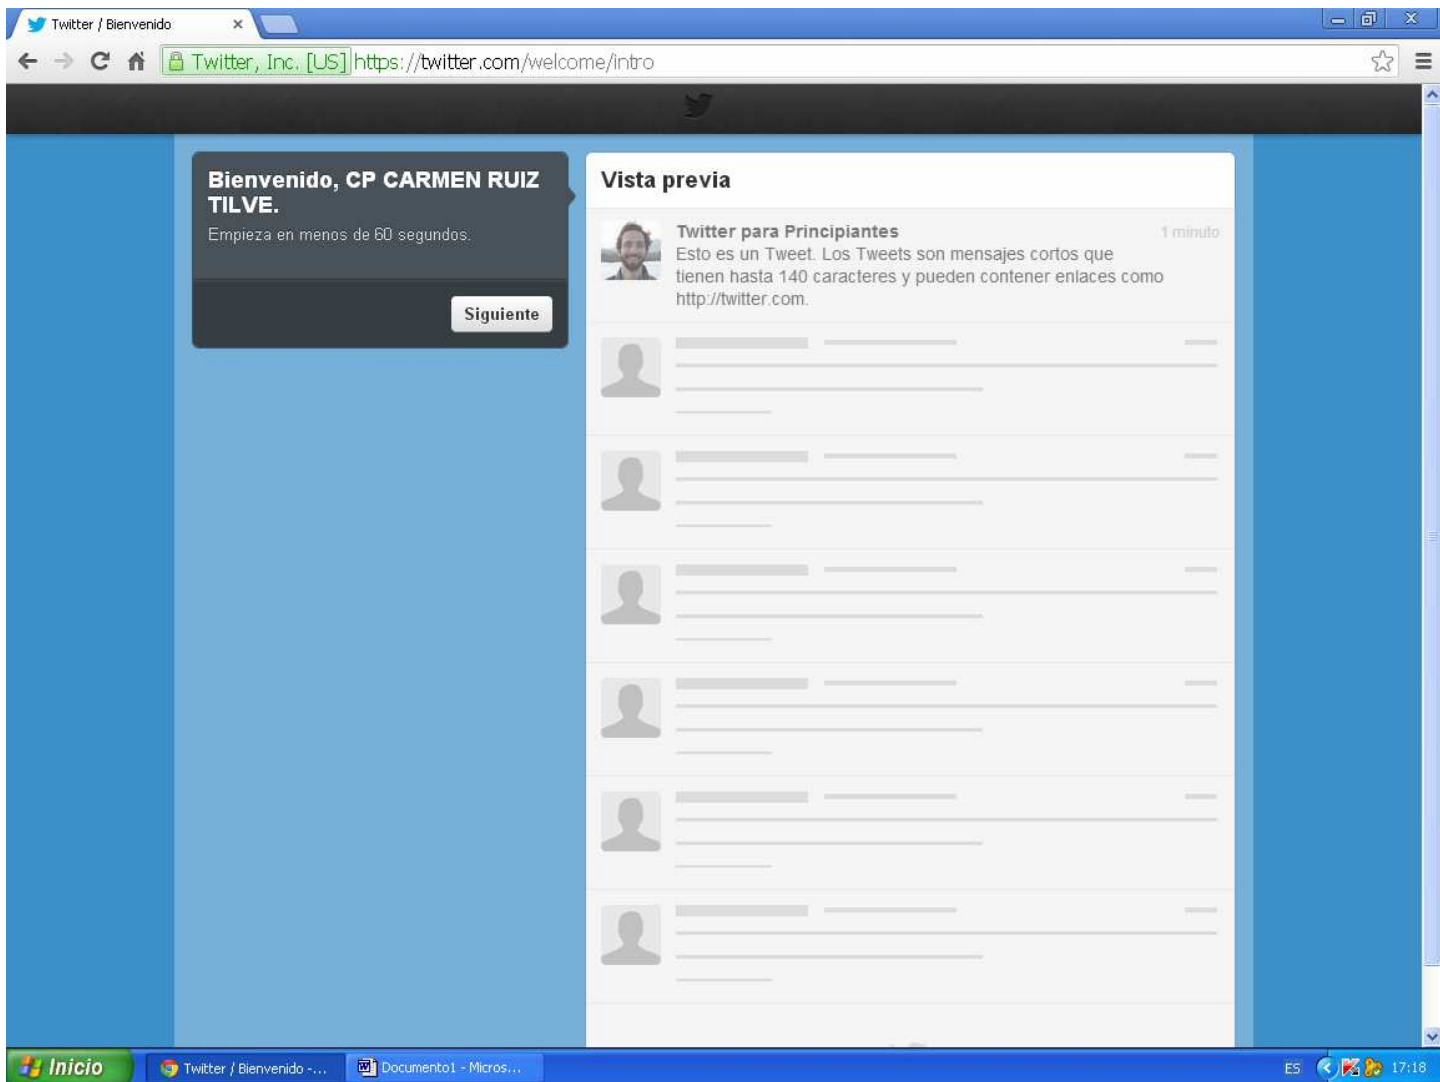 Twitter / Bienvenido
Twitter, Inc. [US] https://twitter.com/welcome/intro
Bienvenido, CP CARMEN RUIZ
TILVE.
Empieza en menos de 60 segundos.
Siguiente
Vista previa
Twitter para Principiantes 1 minuto
Esto es un Tweet. Los Tweets son mensajes cortos que
tienen hasta 140 caracteres y pueden contener enlaces como
http://twitter.com.
Inicio
Twitter / Bienvenido -...
Documento1 - Micros...
ES
17:18